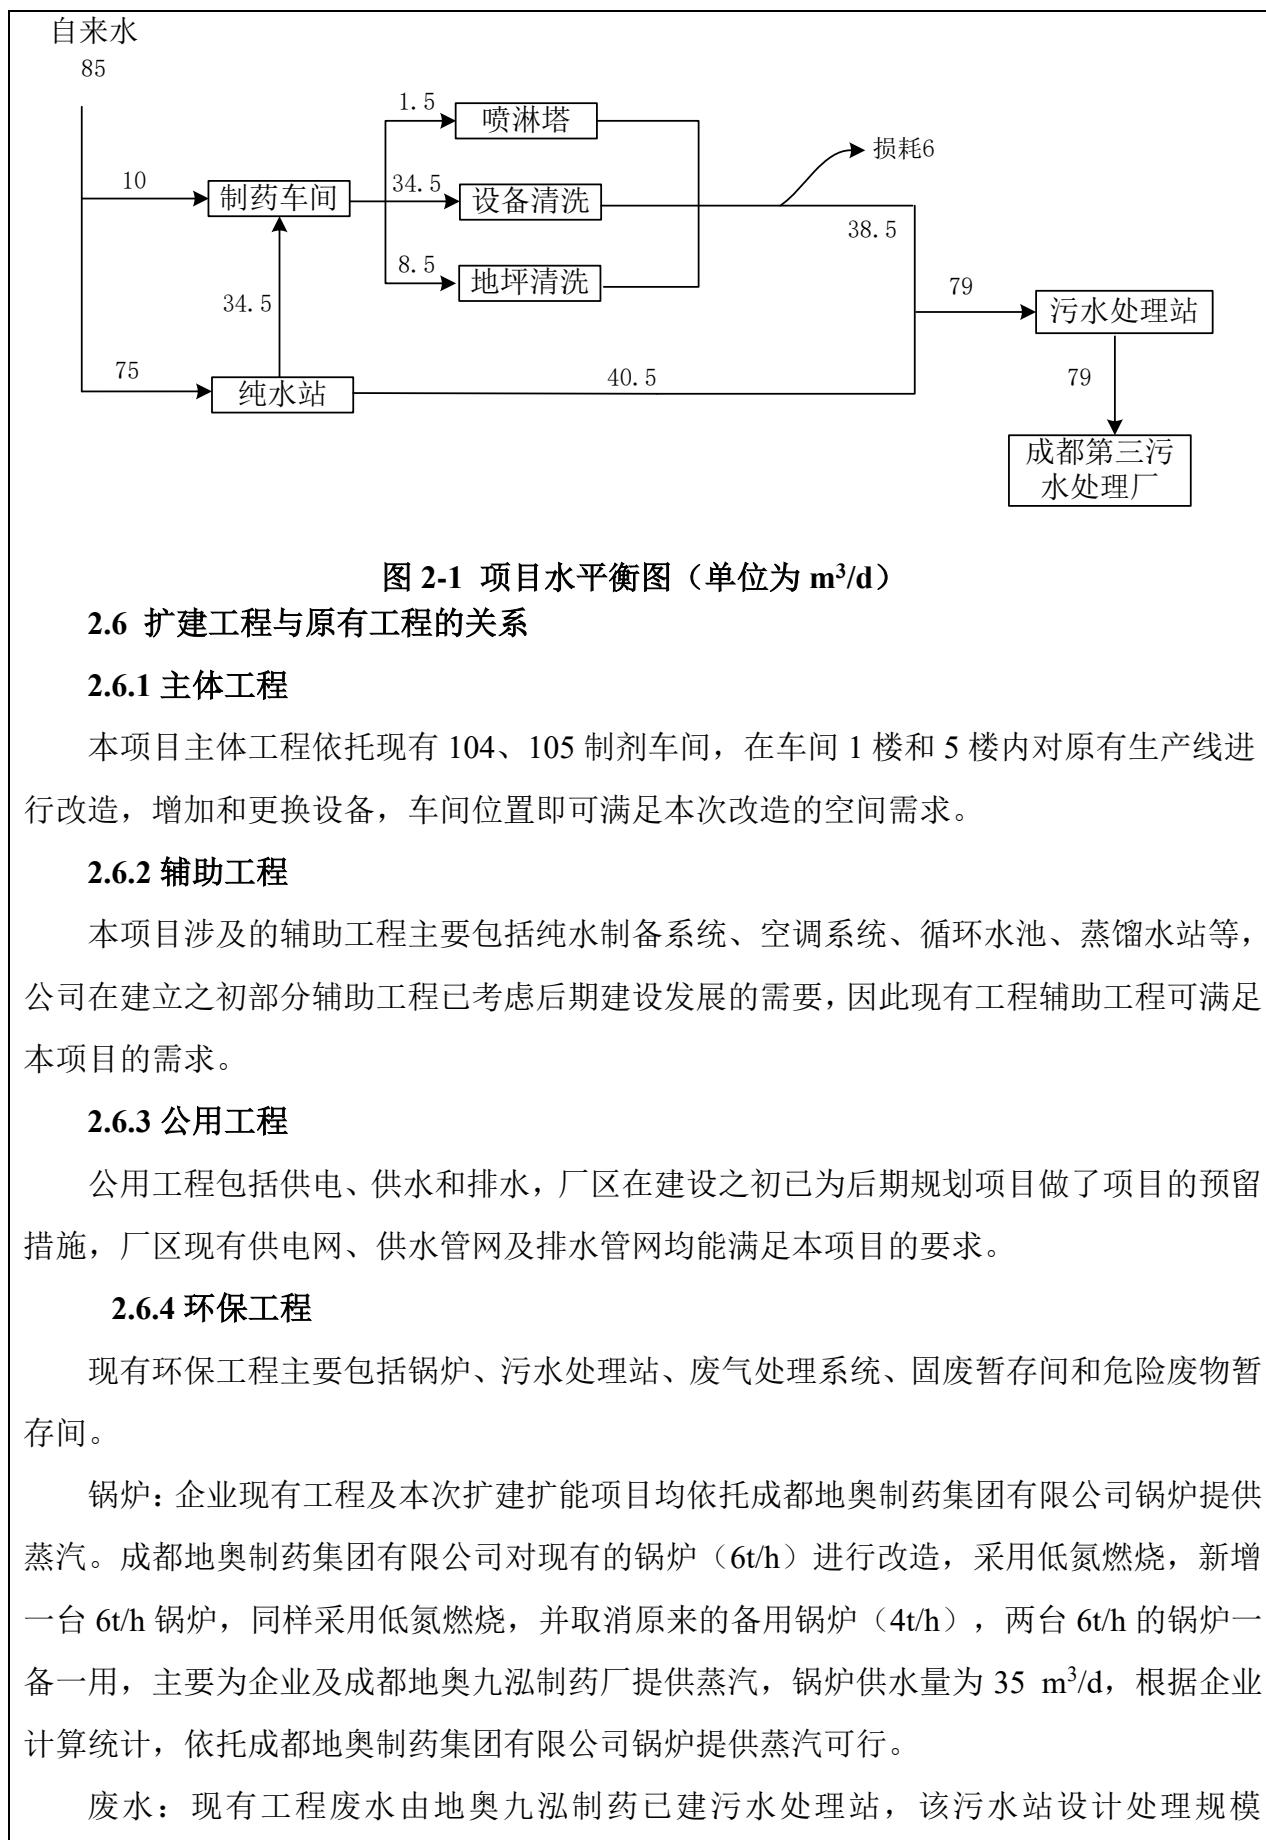 自来水
85
1.5
喷淋塔
损耗6
10
制药车间
34.5
设备清洗
38.5
8.5
地坪清洗
34.5
79
污水处理站
75
纯水站
40.5
79
成都第三污
水处理厂
图 2-1 项目水平衡图（单位为 m³/d）
2.6 扩建工程与原有工程的关系
2.6.1 主体工程
本项目主体工程依托现有 104、105 制剂车间，在车间 1 楼和 5 楼内对原有生产线进
行改造，增加和更换设备，车间位置即可满足本次改造的空间需求。
2.6.2 辅助工程
本项目涉及的辅助工程主要包括纯水制备系统、空调系统、循环水池、蒸馏水站等，
公司在建立之初部分辅助工程已考虑后期建设发展的需要，因此现有工程辅助工程可满足
本项目的需求。
2.6.3 公用工程
公用工程包括供电、供水和排水，厂区在建设之初已为后期规划项目做了项目的预留
措施，厂区现有供电网、供水管网及排水管网均能满足本项目的要求。
2.6.4 环保工程
现有环保工程主要包括锅炉、污水处理站、废气处理系统、固废暂存间和危险废物暂
存间。
锅炉：企业现有工程及本次扩建扩能项目均依托成都地奥制药集团有限公司锅炉提供
蒸汽。成都地奥制药集团有限公司对现有的锅炉（6t/h）进行改造，采用低氮燃烧，新增
一台 6t/h 锅炉，同样采用低氮燃烧，并取消原来的备用锅炉（4t/h），两台 6t/h 的锅炉一
备一用，主要为企业及成都地奥九泓制药厂提供蒸汽，锅炉供水量为 35 m³/d，根据企业
计算统计，依托成都地奥制药集团有限公司锅炉提供蒸汽可行。
废水：现有工程废水由地奥九泓制药已建污水处理站，该污水站设计处理规模